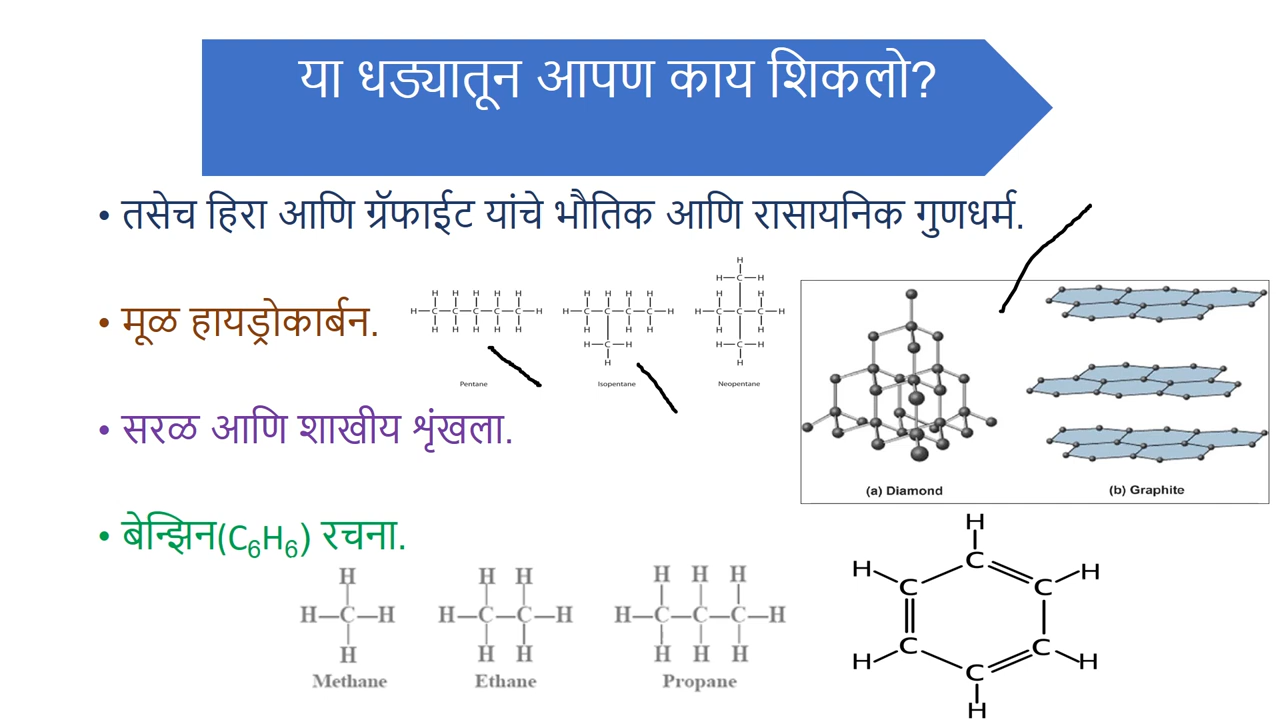 या धड्यातून आपण काय शिकलो?
• तसेच हिरा आणि ग्रॅफाईट यांचे भौतिक आणि रासायनिक गुणधर्म.
• मूळ हायड्रोकार्बन.
• सरळ आणि शाखीय शृंखला.
• बेन्झिन(C₆H₆) रचना.
H H H H H
H—C—C—C—C—C—H
H H H H H
Pentane
H H H H
H—C—C—C—C—H
H H H
H—C—H
H
Isopentane
H
H—C—H
H H
H—C—C—C—H
H H
H—C—H
H
Neopentane
(a) Diamond
(b) Graphite
H
H—C—H
H
Methane
H H
H—C—C—H
H H
Ethane
H H H
H—C—C—C—H
H H H
Propane
H
C
H C C H
H C C H
C
H